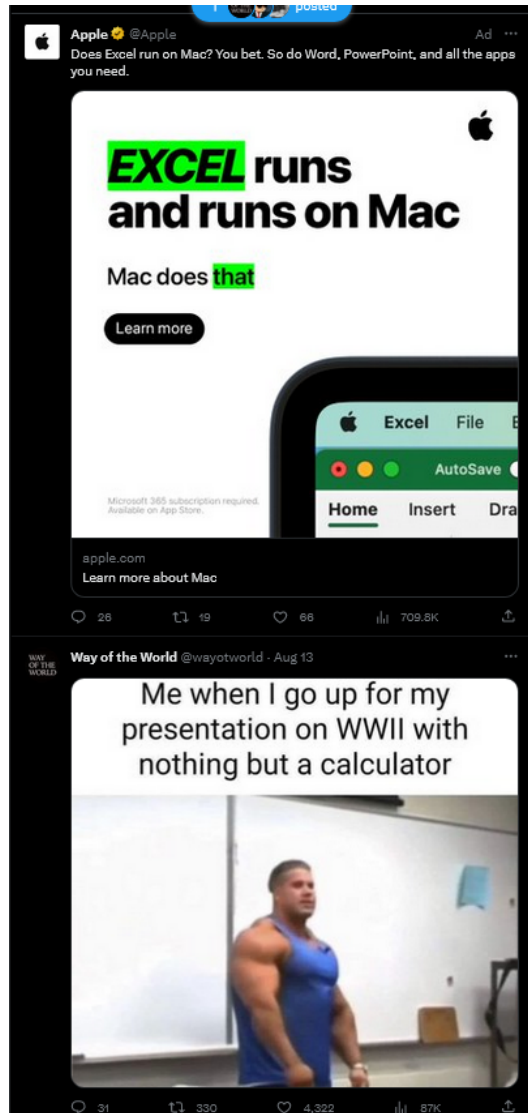 posted
Apple @Apple Ad
Does Excel run on Mac? You bet. So do Word, PowerPoint, and all the apps
you need.
EXCEL runs
and runs on Mac
Mac does that
Learn more
Excel File
AutoSave
Home Insert Dra
Microsoft 365 subscription required.
Available on App Store.
apple.com
Learn more about Mac
26 19 66 709.8K
WAY
OF THE
WORLD
Way of the World @wayotworld · Aug 13
Me when I go up for my
presentation on WWII with
nothing but a calculator
31 330 4,322 87K